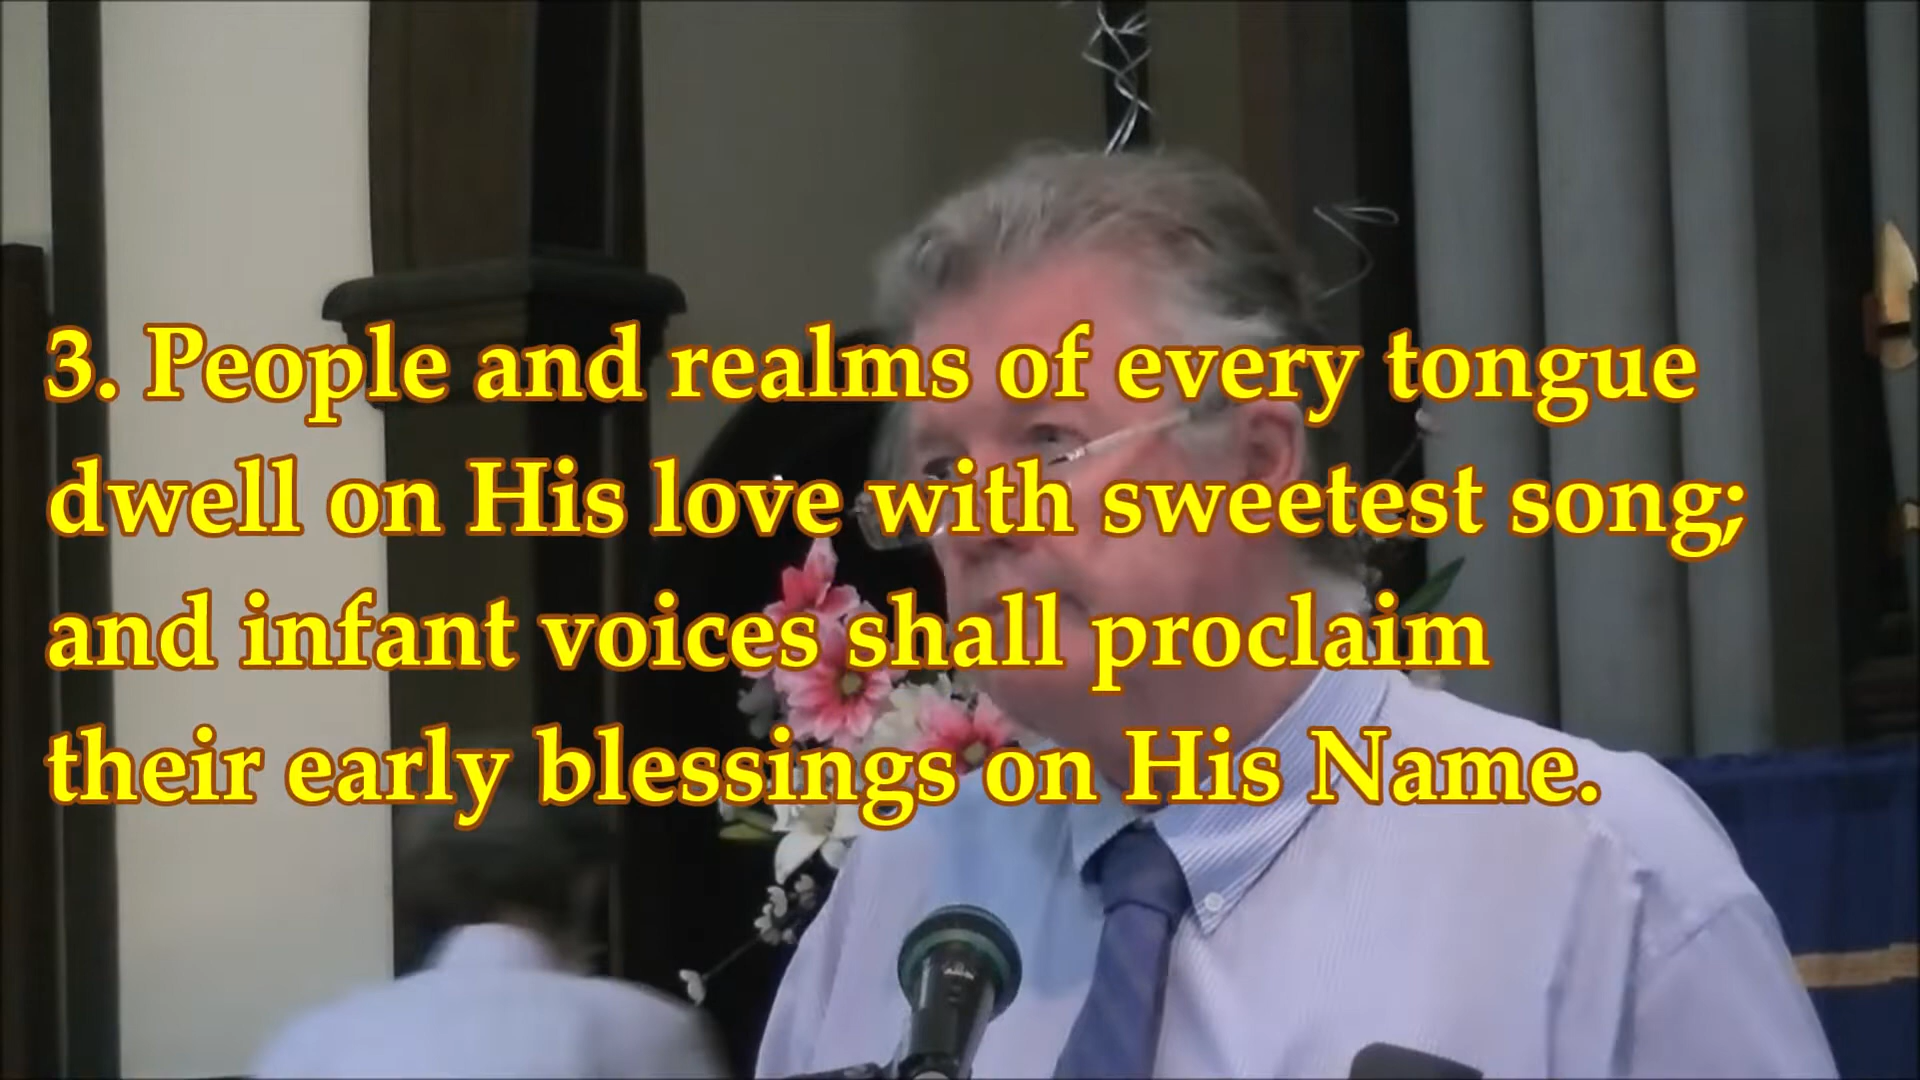 3. People and realms of every tongue
dwell on His love with sweetest song;
and infant voices shall proclaim
their early blessings on His Name.